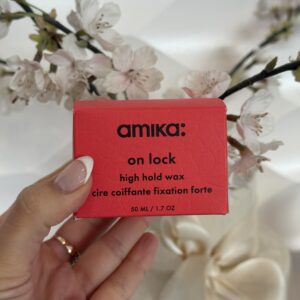 amika:
on lock
high hold wax
cire coiffante fixation forte
50 ML / 1.7 OZ